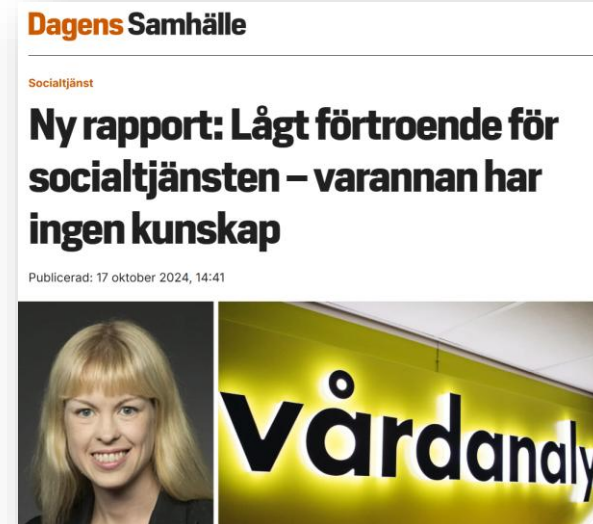 Dagens Samhälle
Socialtjänst
Ny rapport: Lågt förtroende för
socialtjänsten – varannan har
ingen kunskap
Publicerad: 17 oktober 2024, 14:41
vårdanaly